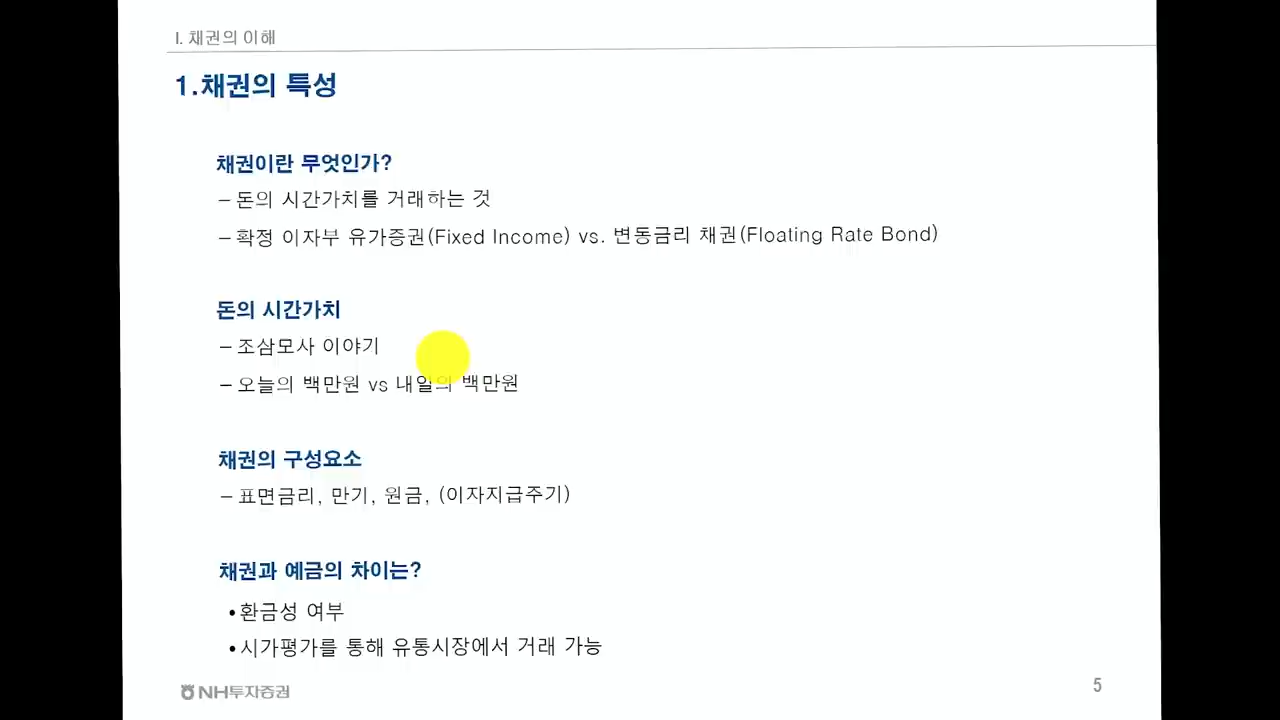 I. 채권의 이해
1.채권의 특성
채권이란 무엇인가?
– 돈의 시간가치를 거래하는 것
– 확정 이자부 유가증권(Fixed Income) vs. 변동금리 채권(Floating Rate Bond)
돈의 시간가치
– 조삼모사 이야기
– 오늘의 백만원 vs 내일의 백만원
채권의 구성요소
– 표면금리, 만기, 원금, (이자지급주기)
채권과 예금의 차이는?
•환금성 여부
•시가평가를 통해 유통시장에서 거래 가능
NH투자증권
5